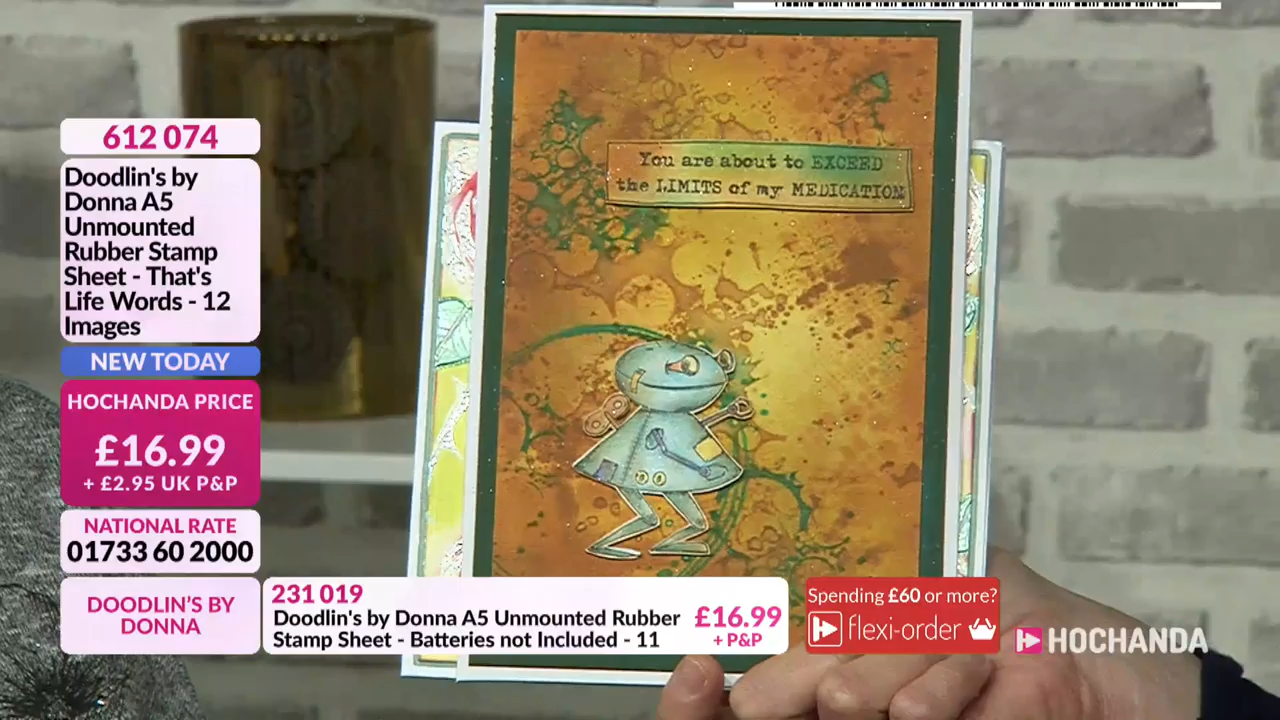 You are about to EXCEED
the LIMITS of my MEDICATION
612 074
Doodlin's by
Donna A5
Unmounted
Rubber Stamp
Sheet - That's
Life Words - 12
Images
NEW TODAY
HOCHANDA PRICE
£16.99
+ £2.95 UK P&P
NATIONAL RATE
01733 60 2000
DOODLIN'S BY
DONNA
231 019
Doodlin's by Donna A5 Unmounted Rubber
Stamp Sheet - Batteries not Included - 11
£16.99
+ P&P
Spending £60 or more?
flexi-order
HOCHANDA